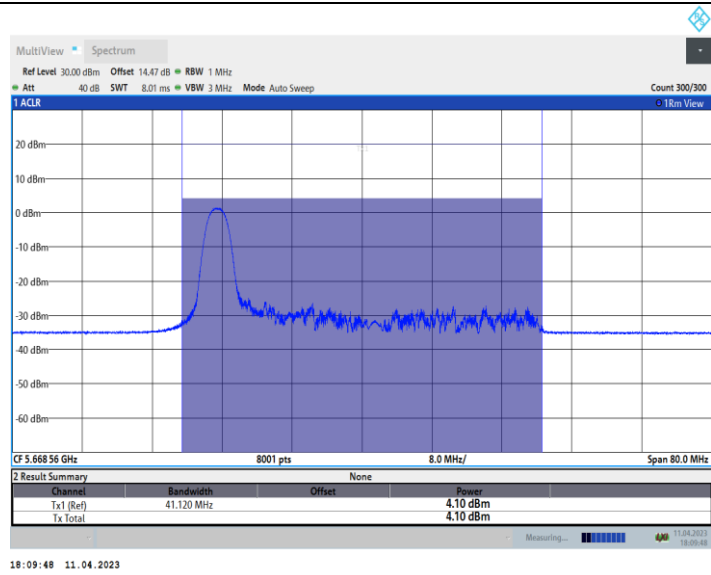 MultiView Spectrum
Ref Level 30.00 dBm Offset 14.47 dB RBW 1 MHz
Att 40 dB SWT 8.01 ms VBW 3 MHz Mode Auto Sweep Count 300/300
1 ACLR 1Rm View
20 dBm
10 dBm
0 dBm
-10 dBm
-20 dBm
-30 dBm
-40 dBm
-50 dBm
-60 dBm
CF 5.668 56 GHz 8001 pts 8.0 MHz/ Span 80.0 MHz
2 Result Summary None
Channel Bandwidth Offset Power
Tx1 (Ref) 41.120 MHz 4.10 dBm
Tx Total 4.10 dBm
Measuring... 11.04.2023
18:09:48
18:09:48 11.04.2023